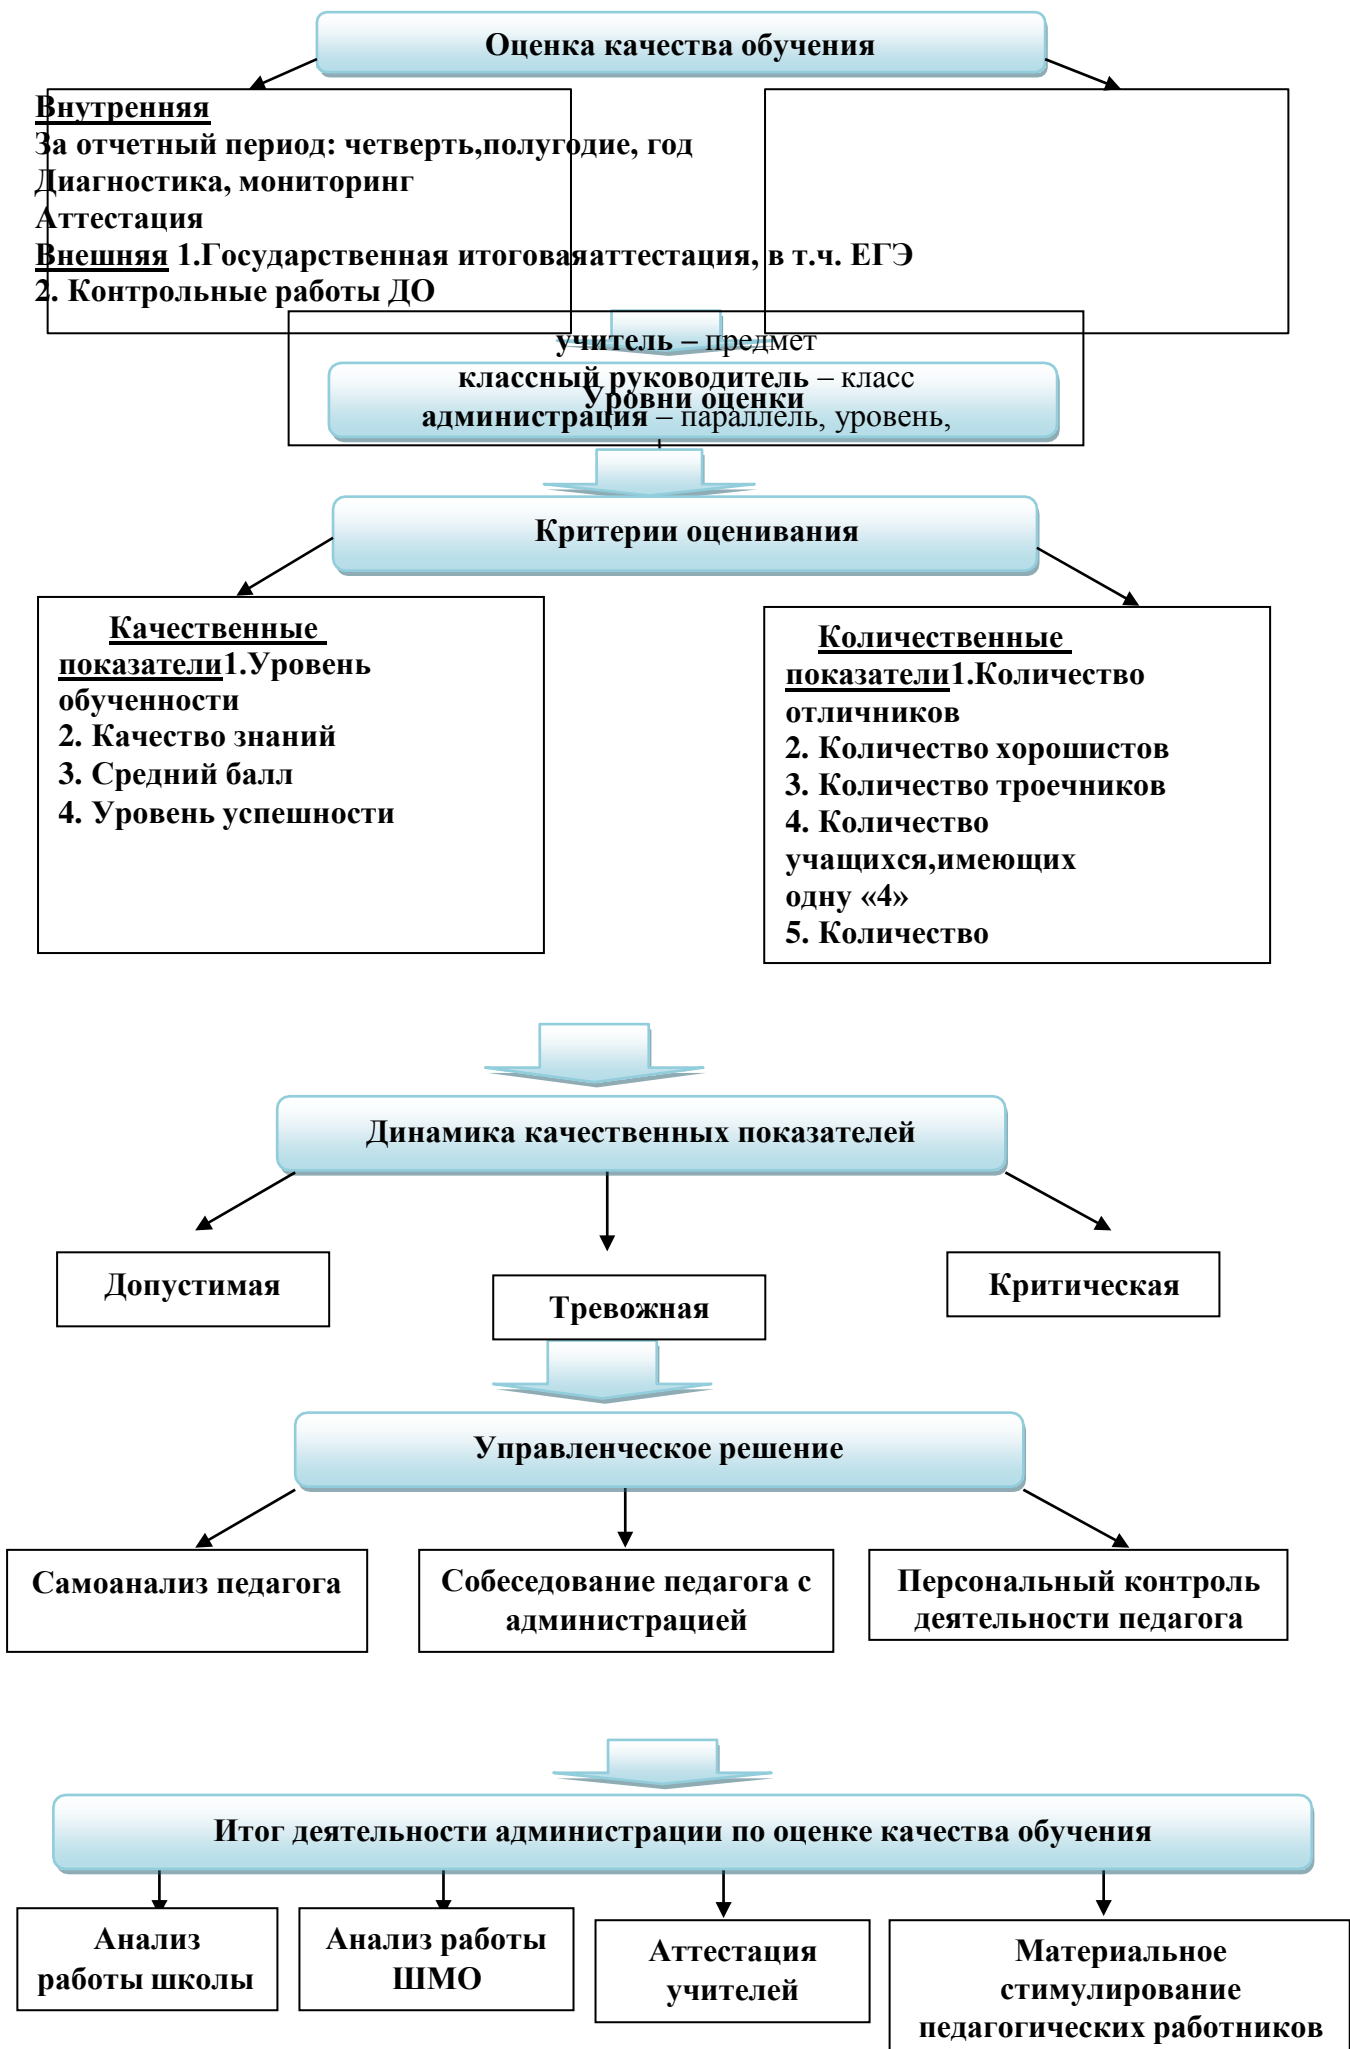 Оценка качества обучения
Внутренняя
За отчетный период: четверть,полугодие, год
Диагностика, мониторинг
Аттестация
Внешняя 1.Государственная итоговаяаттестация, в т.ч. ЕГЭ
2. Контрольные работы ДО
учитель – предмет
классный руководитель – класс
Уровни оценки
администрация – параллель, уровень,
Критерии оценивания
Качественные
показатели1.Уровень
обученности
2. Качество знаний
3. Средний балл
4. Уровень успешности
Количественные
показатели1.Количество
отличников
2. Количество хорошистов
3. Количество троечников
4. Количество
учащихся,имеющих
одну «4»
5. Количество
Динамика качественных показателей
Допустимая
Тревожная
Критическая
Управленческое решение
Самоанализ педагога
Собеседование педагога с
администрацией
Персональный контроль
деятельности педагога
Итог деятельности администрации по оценке качества обучения
Анализ
работы школы
Анализ работы
ШМО
Аттестация
учителей
Материальное
стимулирование
педагогических работников